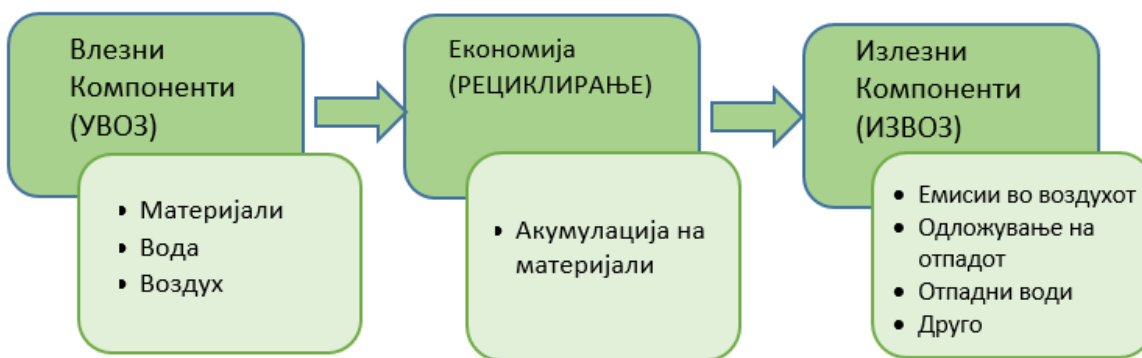 Влезни
Компоненти
(УВОЗ)
• Материјали
• Вода
• Воздух
Економија
(РЕЦИКЛИРАЊЕ)
• Акумулација на
материјали
Излезни
Компоненти
(ИЗВОЗ)
• Емисии во воздухот
• Одложување на
отпадот
• Отпадни води
• Друго